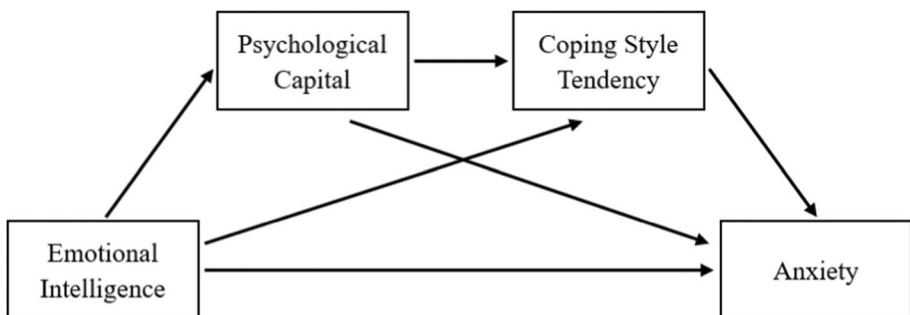 Psychological
Capital
Coping Style
Tendency
Emotional
Intelligence
Anxiety